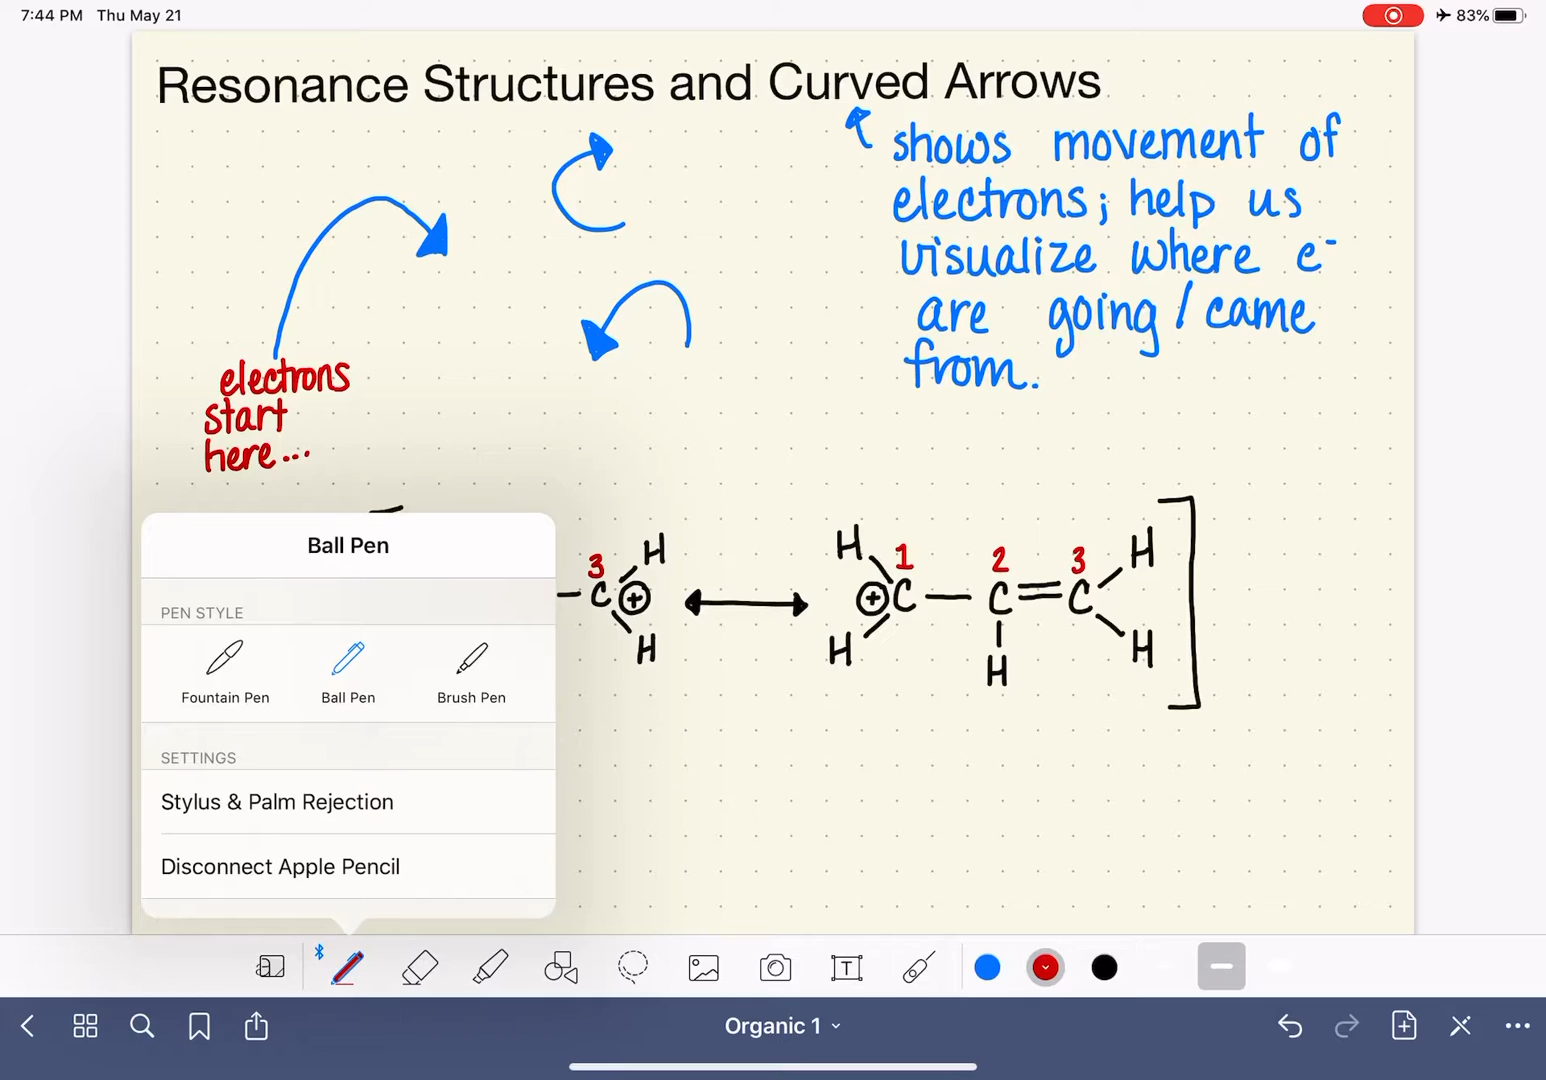 7:44 PM Thu May 21
83%
Resonance Structures and Curved Arrows
shows movement of
electrons; help us
visualize where e⁻
are going / came
from.
electrons
start
here...
3
H
C
+
H
H
1
2
3
H
+
C
C
C
H
H
H
Ball Pen
PEN STYLE
Fountain Pen
Ball Pen
Brush Pen
SETTINGS
Stylus & Palm Rejection
Disconnect Apple Pencil
T
Organic 1